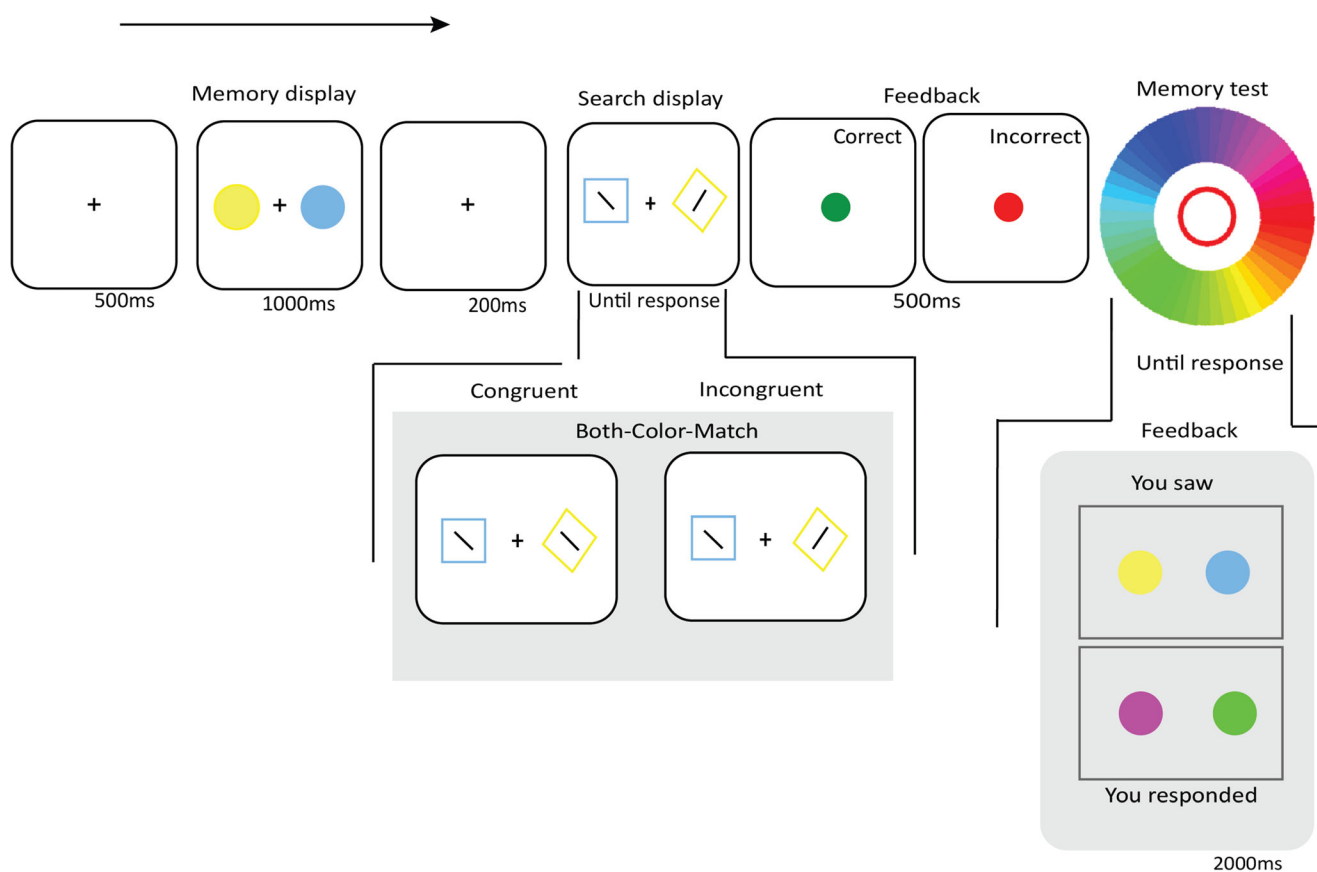 Memory display
Search display
Feedback
Memory test
+
+
+
+
Correct
Incorrect
500ms
1000ms
200ms
Until response
500ms
Until response
Congruent
Incongruent
Both-Color-Match
+
+
Feedback
You saw
You responded
2000ms